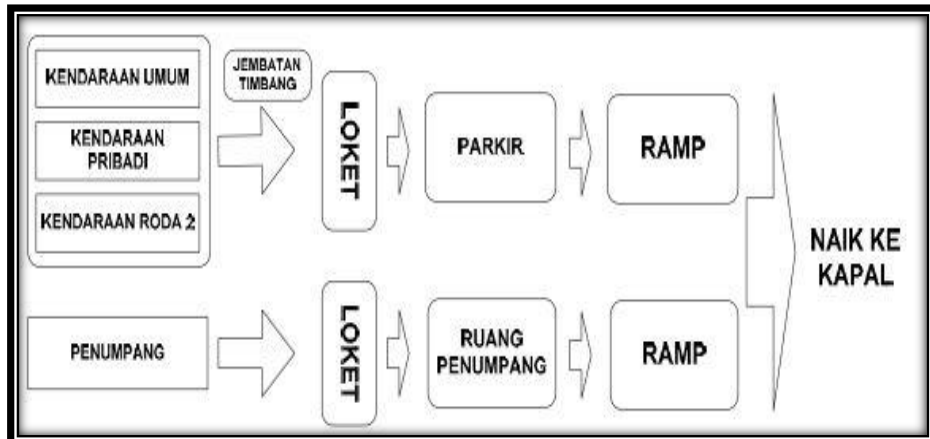 KENDARAAN UMUM
KENDARAAN
PRIBADI
KENDARAAN RODA 2
JEMBATAN
TIMBANG
LOKET
PARKIR
RAMP
PENUMPANG
LOKET
RUANG
PENUMPANG
RAMP
NAIK KE
KAPAL